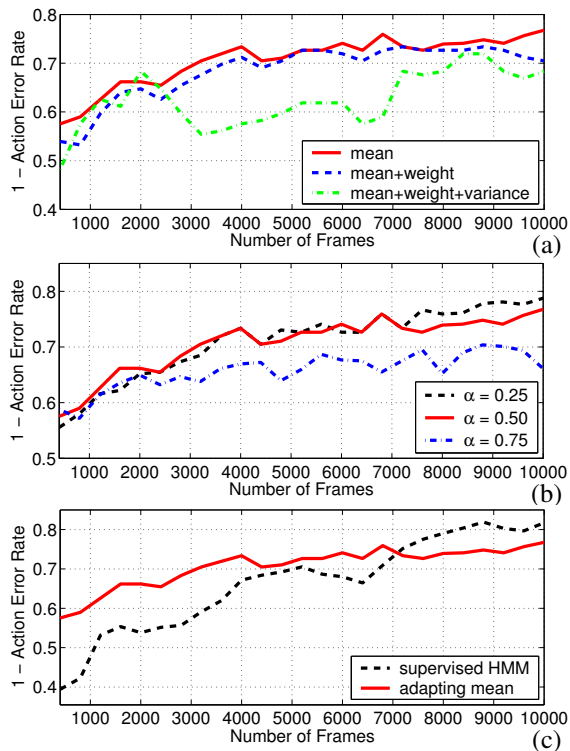 0.8
0.7
0.6
0.5
0.4
1 − Action Error Rate
mean
mean+weight
mean+weight+variance
1000 2000 3000 4000 5000 6000 7000 8000 9000 10000
Number of Frames
(a)
0.8
0.7
0.6
0.5
1 − Action Error Rate
α = 0.25
α = 0.50
α = 0.75
1000 2000 3000 4000 5000 6000 7000 8000 9000 10000
Number of Frames
(b)
0.8
0.7
0.6
0.5
0.4
1 − Action Error Rate
supervised HMM
adapting mean
1000 2000 3000 4000 5000 6000 7000 8000 9000 10000
Number of Frames
(c)